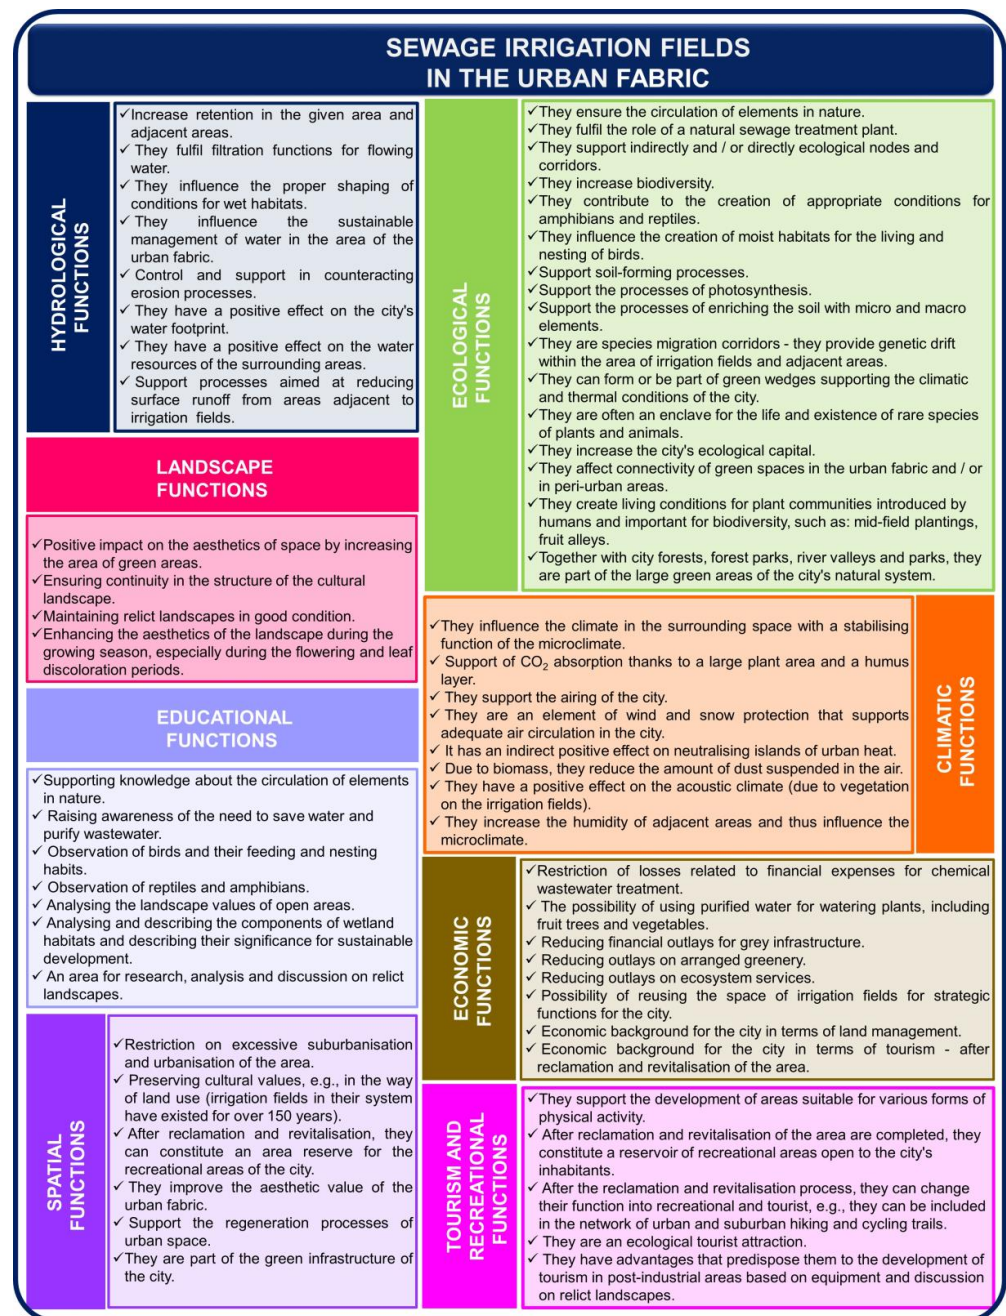 SEWAGE IRRIGATION FIELDS
IN THE URBAN FABRIC
HYDROLOGICAL
FUNCTIONS
✓Increase retention in the given area and
adjacent areas.
✓ They fulfil filtration functions for flowing
water.
✓ They influence the proper shaping of
conditions for wet habitats.
✓ They influence the sustainable
management of water in the area of the
urban fabric.
✓ Control and support in counteracting
erosion processes.
✓ They have a positive effect on the city's
water footprint.
✓ They have a positive effect on the water
resources of the surrounding areas.
✓ Support processes aimed at reducing
surface runoff from areas adjacent to
irrigation fields.
LANDSCAPE
FUNCTIONS
✓Positive impact on the aesthetics of space by increasing
the area of green areas.
✓Ensuring continuity in the structure of the cultural
landscape.
✓Maintaining relict landscapes in good condition.
✓Enhancing the aesthetics of the landscape during the
growing season, especially during the flowering and leaf
discoloration periods.
EDUCATIONAL
FUNCTIONS
✓Supporting knowledge about the circulation of elements
in nature.
✓ Raising awareness of the need to save water and
purify wastewater.
✓ Observation of birds and their feeding and nesting
habits.
✓ Observation of reptiles and amphibians.
✓ Analysing the landscape values of open areas.
✓ Analysing and describing the components of wetland
habitats and describing their significance for sustainable
development.
✓ An area for research, analysis and discussion on relict
landscapes.
SPATIAL
FUNCTIONS
✓Restriction on excessive suburbanisation
and urbanisation of the area.
✓ Preserving cultural values, e.g., in the way
of land use (irrigation fields in their system
have existed for over 150 years).
✓ After reclamation and revitalisation, they
can constitute an area reserve for the
recreational areas of the city.
✓ They improve the aesthetic value of the
urban fabric.
✓ Support the regeneration processes of
urban space.
✓They are part of the green infrastructure of
the city.
ECOLOGICAL
FUNCTIONS
✓They ensure the circulation of elements in nature.
✓They fulfil the role of a natural sewage treatment plant.
✓They support indirectly and / or directly ecological nodes and
corridors.
✓They increase biodiversity.
✓They contribute to the creation of appropriate conditions for
amphibians and reptiles.
✓They influence the creation of moist habitats for the living and
nesting of birds.
✓Support soil-forming processes.
✓Support the processes of photosynthesis.
✓Support the processes of enriching the soil with micro and macro
elements.
✓They are species migration corridors - they provide genetic drift
within the area of irrigation fields and adjacent areas.
✓They can form or be part of green wedges supporting the climatic
and thermal conditions of the city.
✓They are often an enclave for the life and existence of rare species
of plants and animals.
✓They increase the city's ecological capital.
✓They affect connectivity of green spaces in the urban fabric and / or
in peri-urban areas.
✓They create living conditions for plant communities introduced by
humans and important for biodiversity, such as: mid-field plantings,
fruit alleys.
✓Together with city forests, forest parks, river valleys and parks, they
are part of the large green areas of the city's natural system.
✓They influence the climate in the surrounding space with a stabilising
function of the microclimate.
✓ Support of CO₂ absorption thanks to a large plant area and a humus
layer.
✓ They support the airing of the city.
✓ They are an element of wind and snow protection that supports
adequate air circulation in the city.
✓ It has an indirect positive effect on neutralising islands of urban heat.
✓ Due to biomass, they reduce the amount of dust suspended in the air.
✓ They have a positive effect on the acoustic climate (due to vegetation
on the irrigation fields).
✓ They increase the humidity of adjacent areas and thus influence the
microclimate.
CLIMATIC
FUNCTIONS
ECONOMIC
FUNCTIONS
✓Restriction of losses related to financial expenses for chemical
wastewater treatment.
✓ The possibility of using purified water for watering plants, including
fruit trees and vegetables.
✓ Reducing financial outlays for grey infrastructure.
✓ Reducing outlays on arranged greenery.
✓ Reducing outlays on ecosystem services.
✓ Possibility of reusing the space of irrigation fields for strategic
functions for the city.
✓ Economic background for the city in terms of land management.
✓ Economic background for the city in terms of tourism - after
reclamation and revitalisation of the area.
TOURISM AND
RECREATIONAL
FUNCTIONS
✓They support the development of areas suitable for various forms of
physical activity.
✓ After reclamation and revitalisation of the area are completed, they
constitute a reservoir of recreational areas open to the city's
inhabitants.
✓ After the reclamation and revitalisation process, they can change
their function into recreational and tourist, e.g., they can be included
in the network of urban and suburban hiking and cycling trails.
✓ They are an ecological tourist attraction.
✓ They have advantages that predispose them to the development of
tourism in post-industrial areas based on equipment and discussion
on relict landscapes.